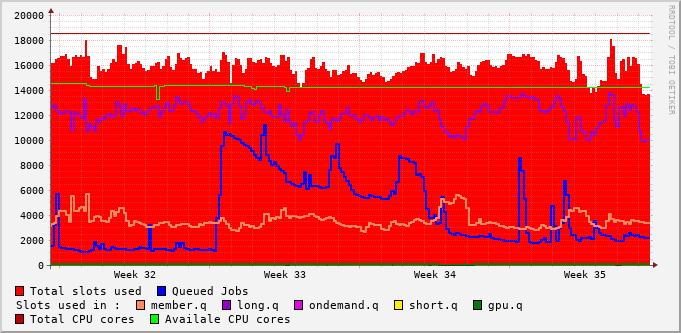 RRDTOOL / TOBI OETIKER
20000
18000
16000
14000
12000
10000
8000
6000
4000
2000
0
Week 32 Week 33 Week 34 Week 35
Total slots used Queued Jobs
Slots used in : member.q long.q ondemand.q short.q gpu.q
Total CPU cores Availale CPU cores